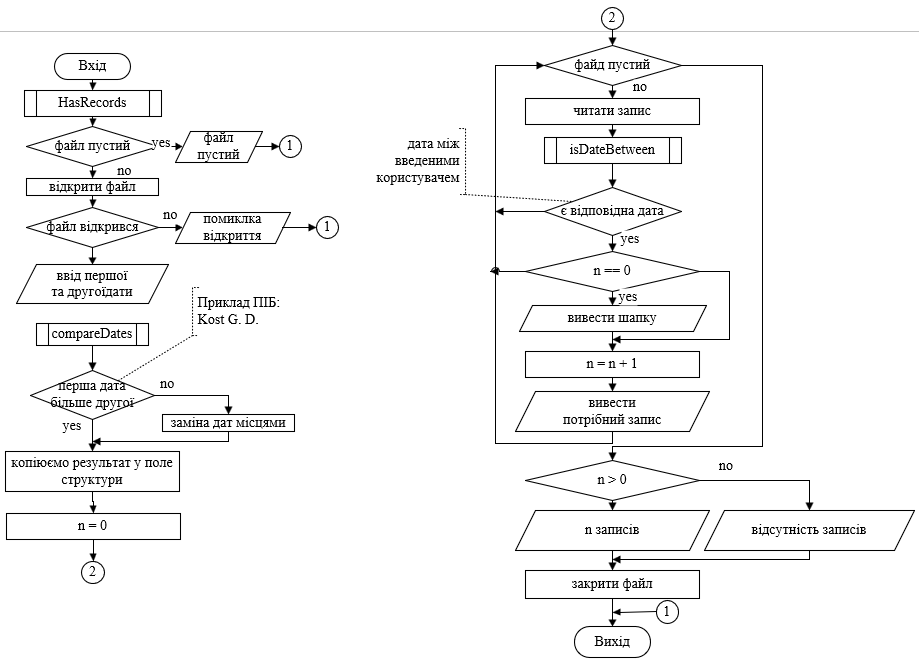 Вхід
HasRecords
файл пустий
yes
файл
пустий
1
no
відкрити файл
файл відкрився
no
помиклка
відкриття
1
ввід першої
та другоїдати
Приклад ПІБ:
Kost G. D.
compareDates
перша дата
більше другої
no
yes
заміна дат місцями
копіюємо результат у поле
структури
n = 0
2
2
файд пустий
no
читати запис
дата між
введеними
користувачем
isDateBetween
є відповідна дата
yes
n == 0
yes
вивести шапку
n = n + 1
вивести
потрібний запис
n > 0
no
n записів
відсутність записів
закрити файл
1
Вихід